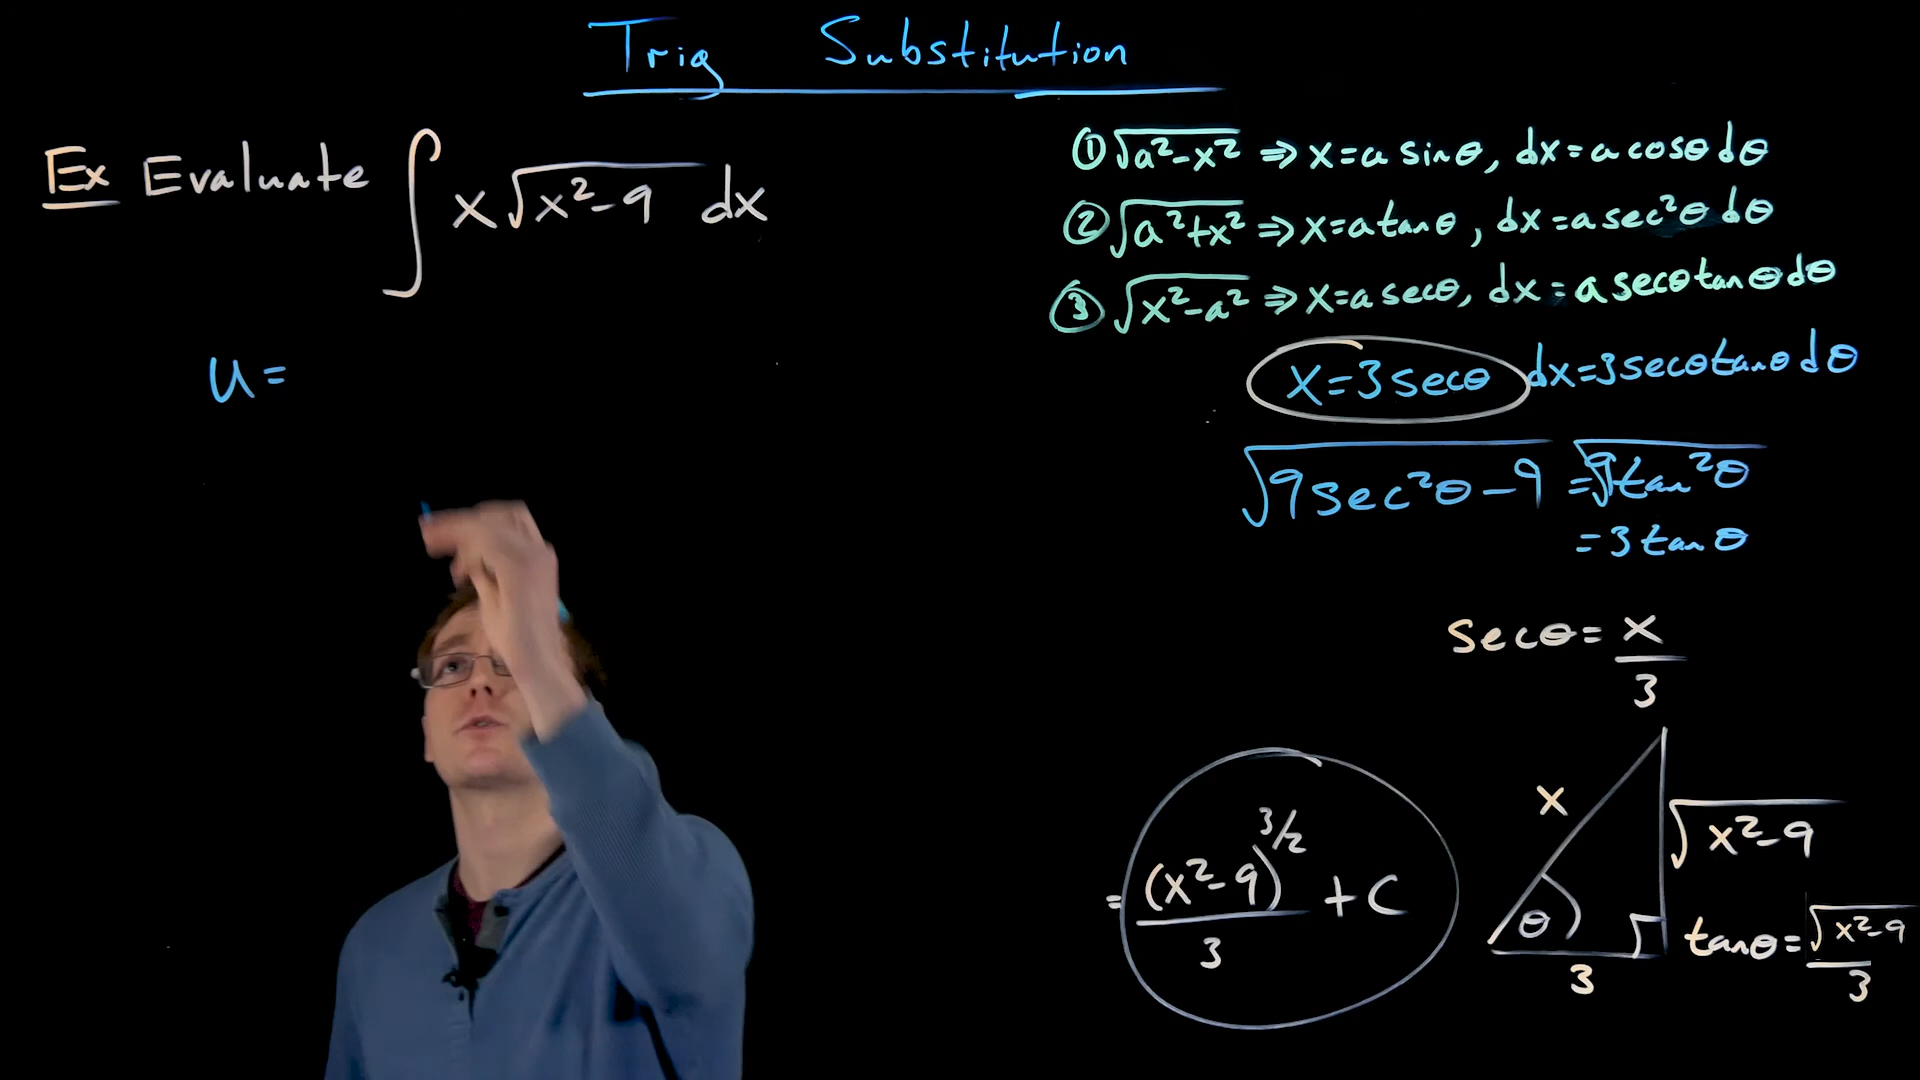 Trig Substitution
Ex Evaluate ∫ x√(x²-9) dx
① √(a²-x²) ⇒ x=a sinθ, dx=a cosθ dθ
② √(a²+x²) ⇒ x=a tanθ, dx=a sec²θ dθ
③ √(x²-a²) ⇒ x=a secθ, dx=a secθ tanθ dθ
u=
x=3secθ dx=3secθtanθdθ
√(9sec²θ-9) =√(9tan²θ)
=3tanθ
secθ= x/3
x
√(x²-9)
= (x²-9)^(3/2)/3 + C
θ
3
tanθ= √(x²-9)/3